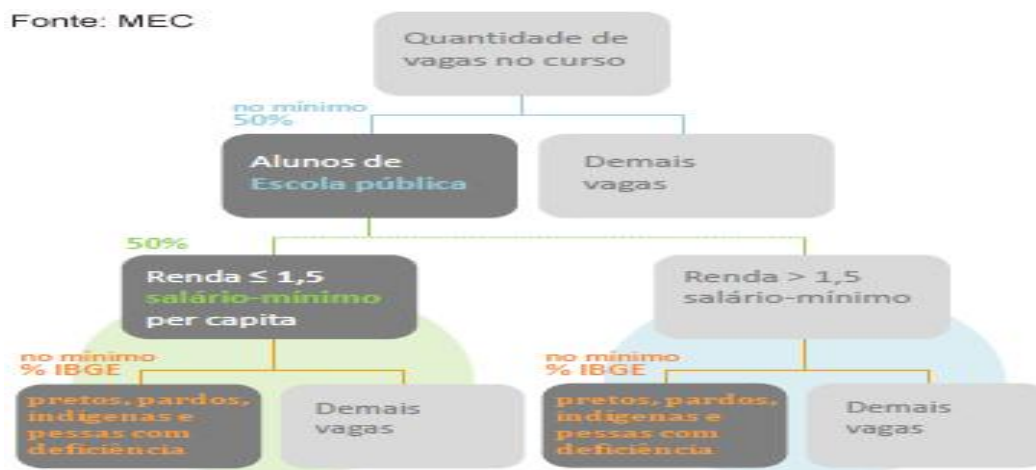 Fonte: MEC
Quantidade de
vagas no curso
no mínimo
50%
Alunos de
Escola pública
Demais
vagas
50%
Renda ≤ 1,5
salário-mínimo
per capita
Renda > 1,5
salário-mínimo
no mínimo
% IBGE
pretos, pardos,
indígenas e
pessas com
deficiência
Demais
vagas
no mínimo
% IBGE
pretos, pardos,
indígenas e
pessas com
deficiência
Demais
vagas